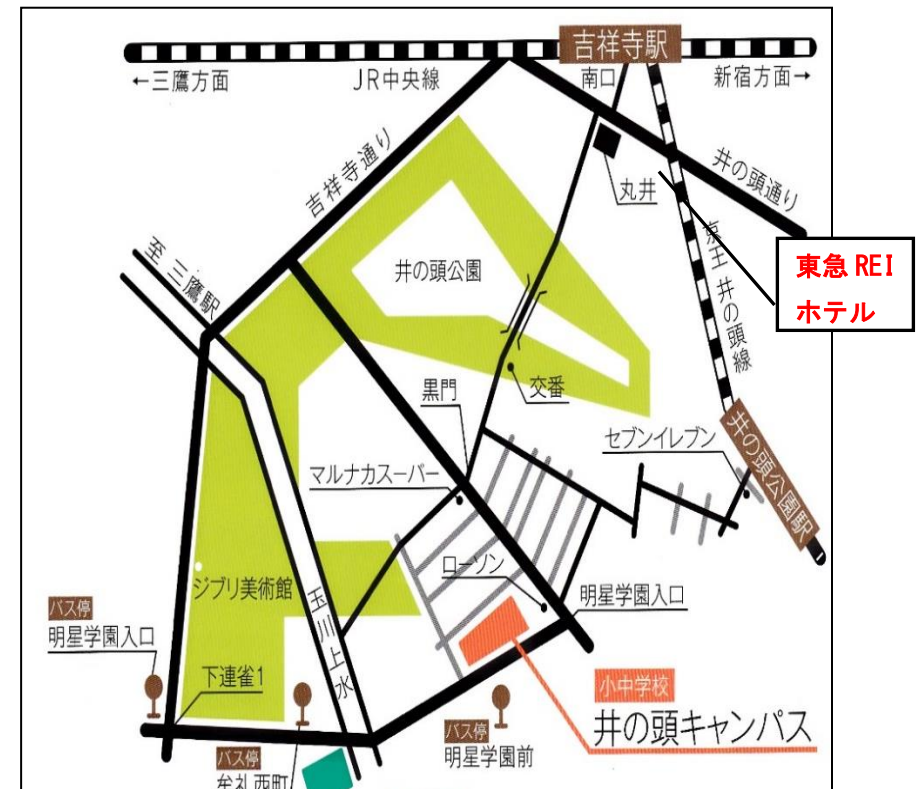 吉祥寺駅
←三鷹方面
JR中央線
南口
新宿方面→
吉祥寺通り
井の頭通り
丸井
至 三鷹駅
井の頭公園
京王 井の頭線
東急 REI
ホテル
黒門
交番
セブンイレブン
井の頭公園駅
マルナカスーパー
ローソン
ジブリ美術館
玉川上水
明星学園入口
バス停
明星学園入口
下連雀1
小中学校
井の頭キャンパス
バス停
明星学園前
バス停
牟礼西町